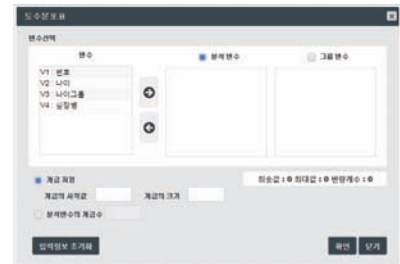 도수분포표
변수선택
변수
분석변수
그룹변수
V1 : 번호
V2 : 나이
V3 : 나이그룹
V4 : 심장병
계급 지정
최솟값 : 0 최대값 : 0 변량개수 : 0
계급의 시작값
계급의 크기
분석변수의 계급수
입력정보 초기화
확인
닫기